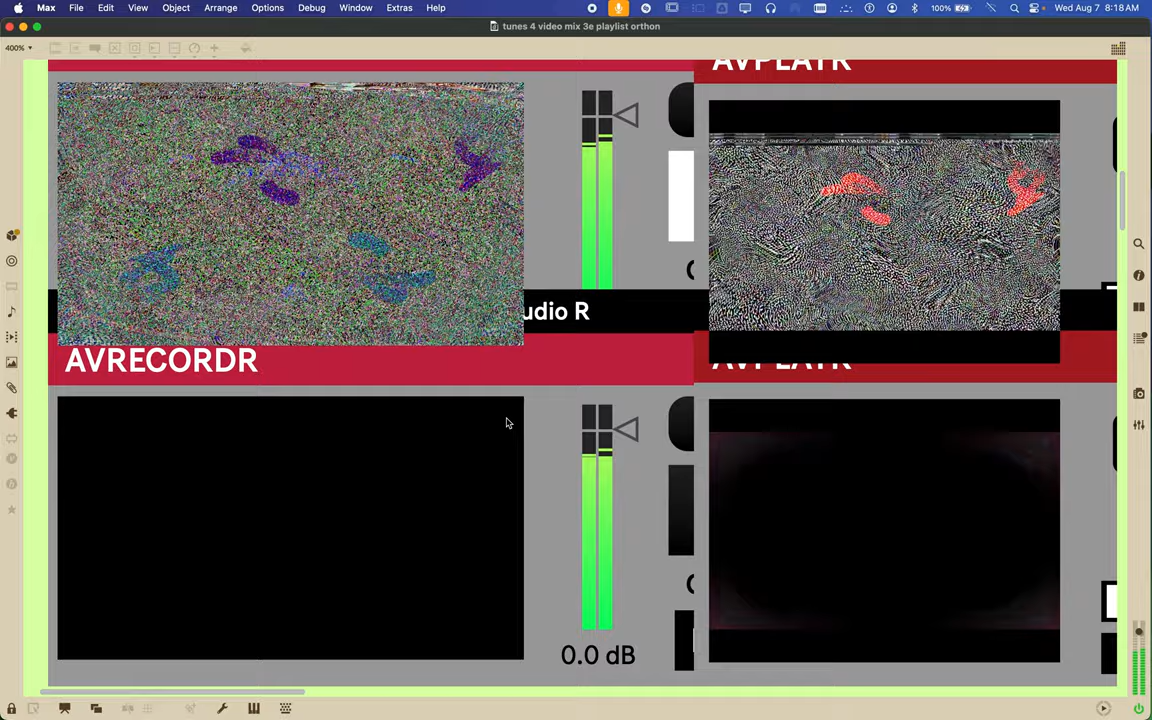 Max File Edit View Object Arrange Options Debug Window Extras Help 100% Wed Aug 7 8:18 AM
tunes 4 video mix 3e playlist orthon
400%
AVPLAYR
udio R
AVRECORDR
AVPLAYR
0.0 dB